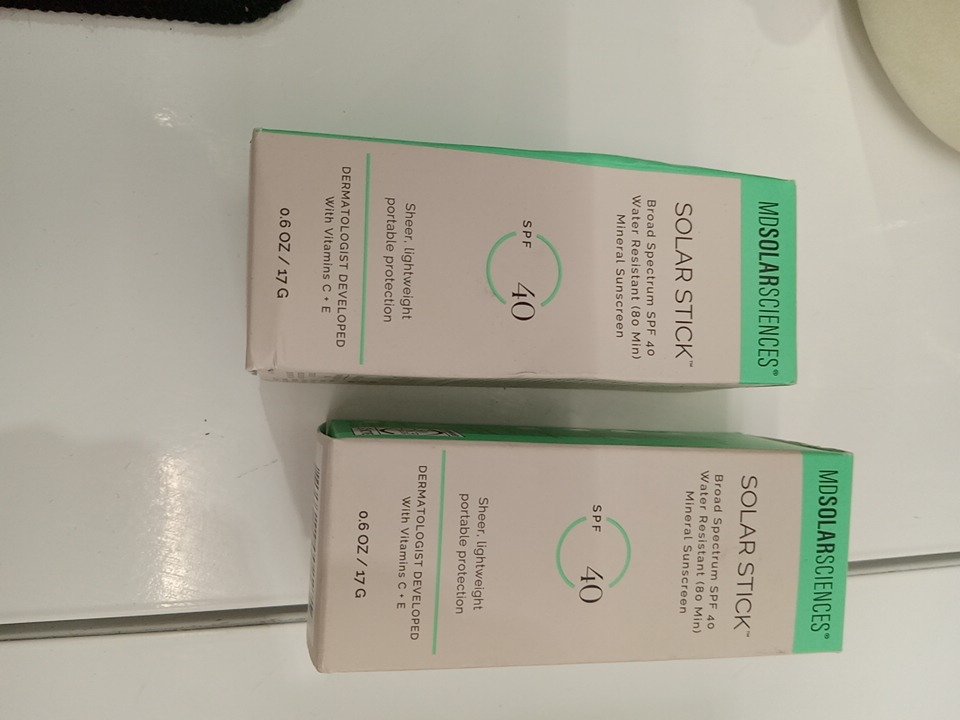 MDSOLARSCIENCES®
SOLAR STICK™
Broad Spectrum SPF 40
Water Resistant (80 Min)
Mineral Sunscreen
SPF
40
Sheer, lightweight
portable protection
DERMATOLOGIST DEVELOPED
With Vitamins C + E
0.6 OZ / 17 G
MDSOLARSCIENCES®
SOLAR STICK™
Broad Spectrum SPF 40
Water Resistant (80 Min)
Mineral Sunscreen
SPF
40
Sheer, lightweight
portable protection
DERMATOLOGIST DEVELOPED
With Vitamins C + E
0.6 OZ / 17 G